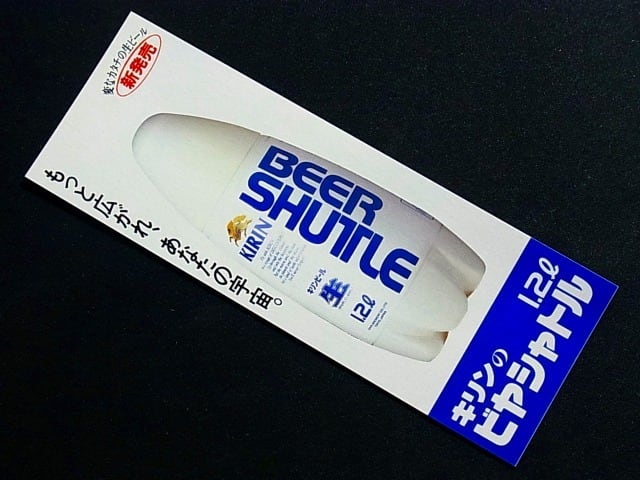 変なカタチの生ビール
新発売
もっと広がれ、あなたの宇宙。
BEER
SHUTTLE
KIRIN
キリンビール
生
1.2ℓ
1.2ℓ
キリンの
ビヤシャトル